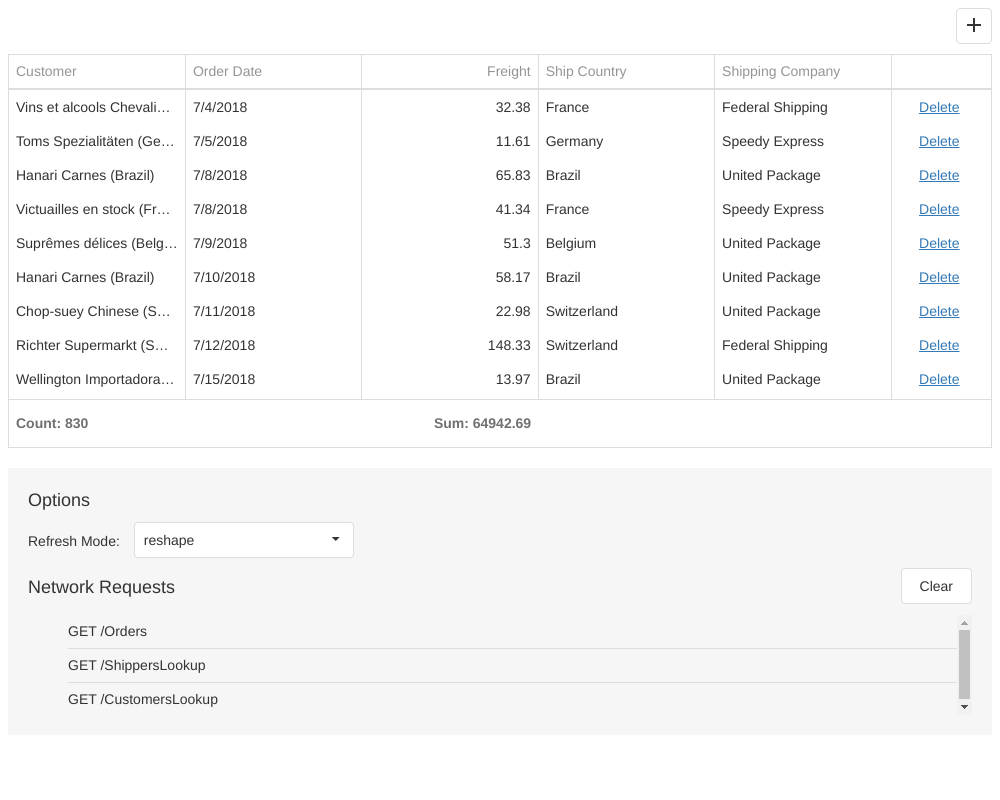 Customer Order Date Freight Ship Country Shipping Company
Vins et alcools Chevali… 7/4/2018 32.38 France Federal Shipping Delete
Toms Spezialitäten (Ge… 7/5/2018 11.61 Germany Speedy Express Delete
Hanari Carnes (Brazil) 7/8/2018 65.83 Brazil United Package Delete
Victuailles en stock (Fr… 7/8/2018 41.34 France Speedy Express Delete
Suprêmes délices (Belg… 7/9/2018 51.3 Belgium United Package Delete
Hanari Carnes (Brazil) 7/10/2018 58.17 Brazil United Package Delete
Chop-suey Chinese (S… 7/11/2018 22.98 Switzerland United Package Delete
Richter Supermarkt (S… 7/12/2018 148.33 Switzerland Federal Shipping Delete
Wellington Importadora… 7/15/2018 13.97 Brazil United Package Delete
Count: 830 Sum: 64942.69
Options
Refresh Mode: reshape
Network Requests Clear
GET /Orders
GET /ShippersLookup
GET /CustomersLookup